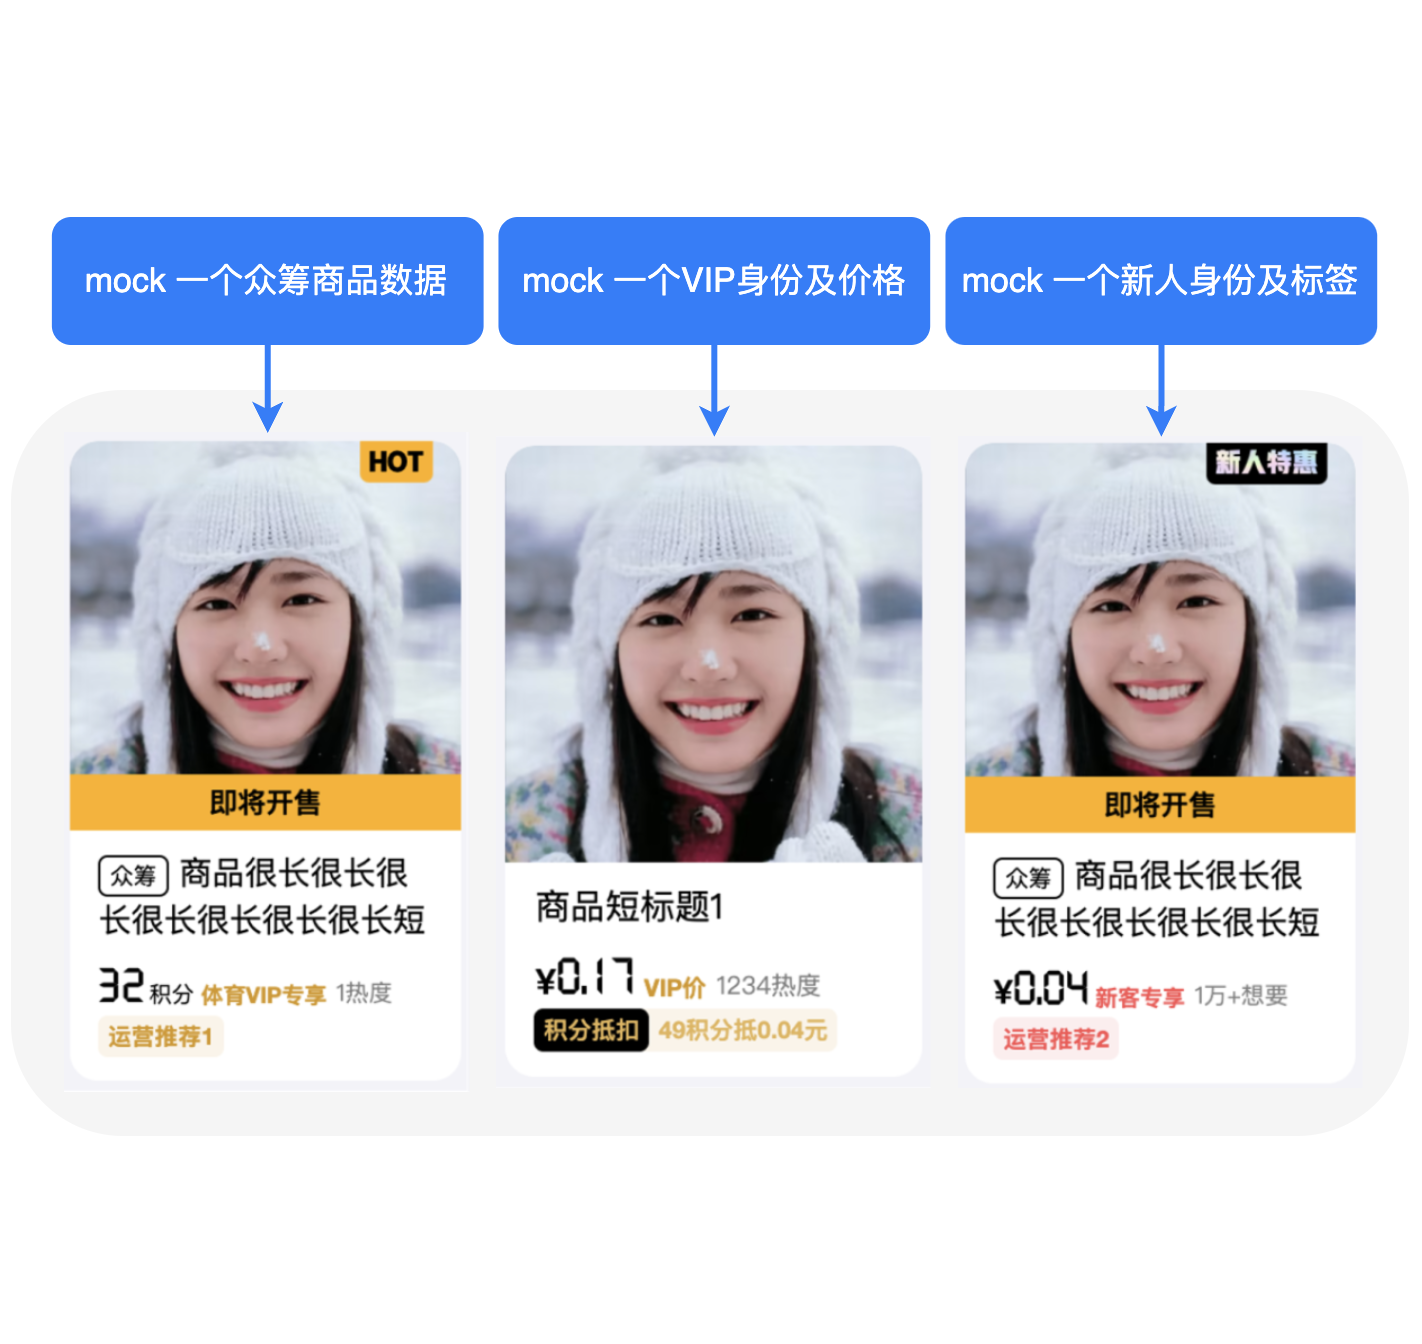 mock 一个众筹商品数据
mock 一个VIP身份及价格
mock 一个新人身份及标签
HOT
即将开售
众筹 商品很长很长很
长很长很长很长很长短
32积分 体育VIP专享 1热度
运营推荐1
商品短标题1
¥0.17 VIP价 1234热度
积分抵扣 49积分抵0.04元
新人特惠
即将开售
众筹 商品很长很长很
长很长很长很长很长短
¥0.04 新客专享 1万+想要
运营推荐2